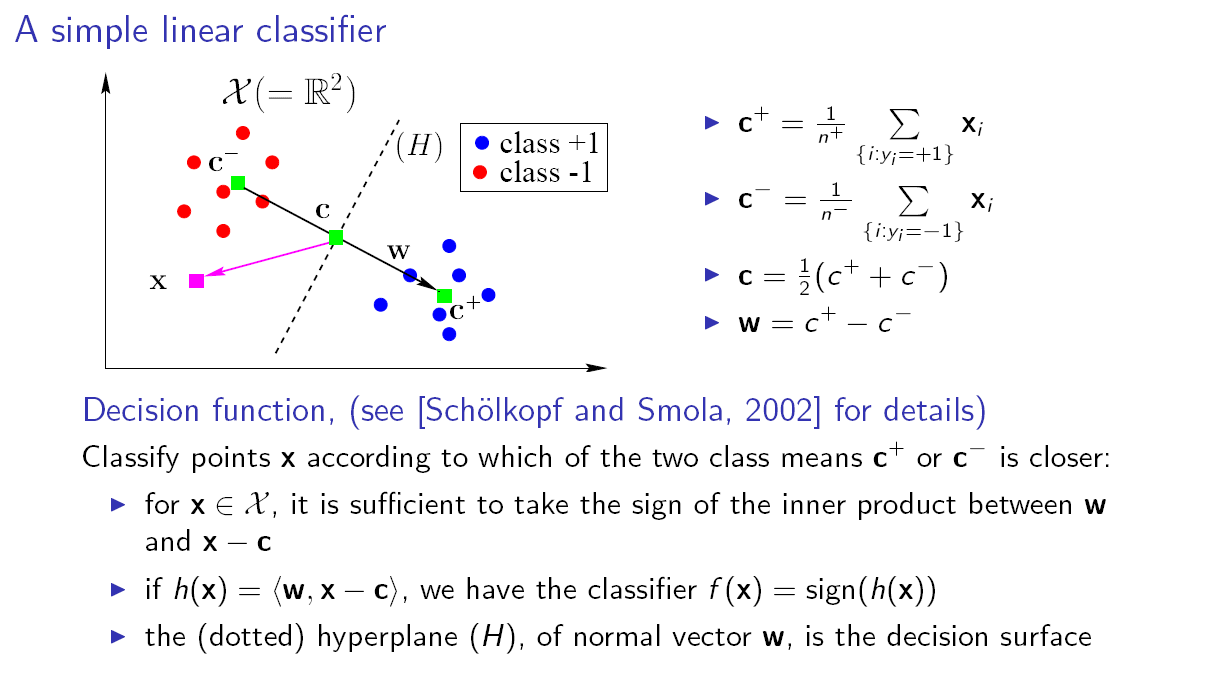 A simple linear classifier
𝒳(= ℝ²)
(H)
class +1
class -1
c⁻
c
w
x
c⁺
▶ c⁺ = 1/n⁺ ∑_{i:yᵢ=+1} xᵢ
▶ c⁻ = 1/n⁻ ∑_{i:yᵢ=−1} xᵢ
▶ c = ½(c⁺ + c⁻)
▶ w = c⁺ − c⁻
Decision function, (see [Schölkopf and Smola, 2002] for details)
Classify points x according to which of the two class means c⁺ or c⁻ is closer:
▶ for x ∈ 𝒳, it is sufficient to take the sign of the inner product between w
and x − c
▶ if h(x) = ⟨w, x − c⟩, we have the classifier f(x) = sign(h(x))
▶ the (dotted) hyperplane (H), of normal vector w, is the decision surface